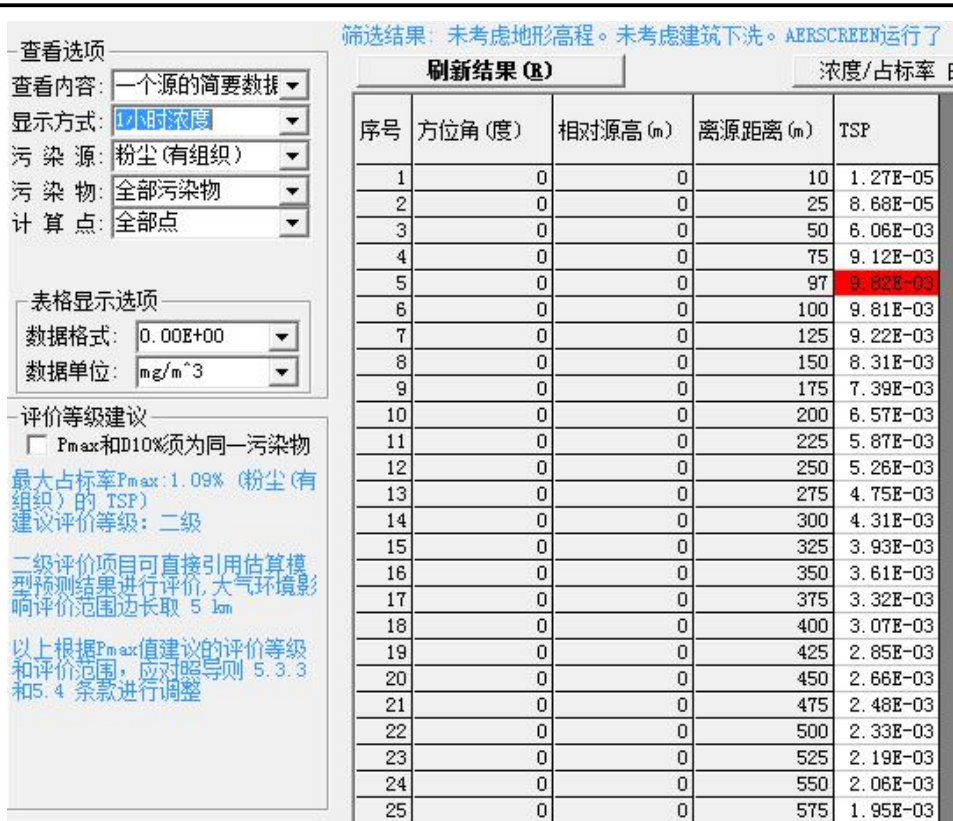 筛选结果: 未考虑地形高程。未考虑建筑下洗。AERSCREEN运行了
查看选项
查看内容: 一个源的简要数据
显示方式: 1小时浓度
污 染 源: 粉尘(有组织)
污 染 物: 全部污染物
计 算 点: 全部点
表格显示选项
数据格式: 0.00E+00
数据单位: mg/m^3
评价等级建议
Pmax和D10%须为同一污染物
最大占标率Pmax:1.09% (粉尘(有
组织)的 TSP)
建议评价等级: 二级
二级评价项目可直接引用估算模
型预测结果进行评价,大气环境影
响评价范围边长取 5 km
以上根据Pmax值建议的评价等级
和评价范围, 应对照导则 5.3.3
和5.4 条款进行调整
刷新结果(R) 浓度/占标率
序号 方位角(度) 相对源高(m) 离源距离(m) TSP
1 0 0 10 1.27E-05
2 0 0 25 8.68E-05
3 0 0 50 6.06E-03
4 0 0 75 9.12E-03
5 0 0 97 9.82E-03
6 0 0 100 9.81E-03
7 0 0 125 9.22E-03
8 0 0 150 8.31E-03
9 0 0 175 7.39E-03
10 0 0 200 6.57E-03
11 0 0 225 5.87E-03
12 0 0 250 5.26E-03
13 0 0 275 4.75E-03
14 0 0 300 4.31E-03
15 0 0 325 3.93E-03
16 0 0 350 3.61E-03
17 0 0 375 3.32E-03
18 0 0 400 3.07E-03
19 0 0 425 2.85E-03
20 0 0 450 2.66E-03
21 0 0 475 2.48E-03
22 0 0 500 2.33E-03
23 0 0 525 2.19E-03
24 0 0 550 2.06E-03
25 0 0 575 1.95E-03